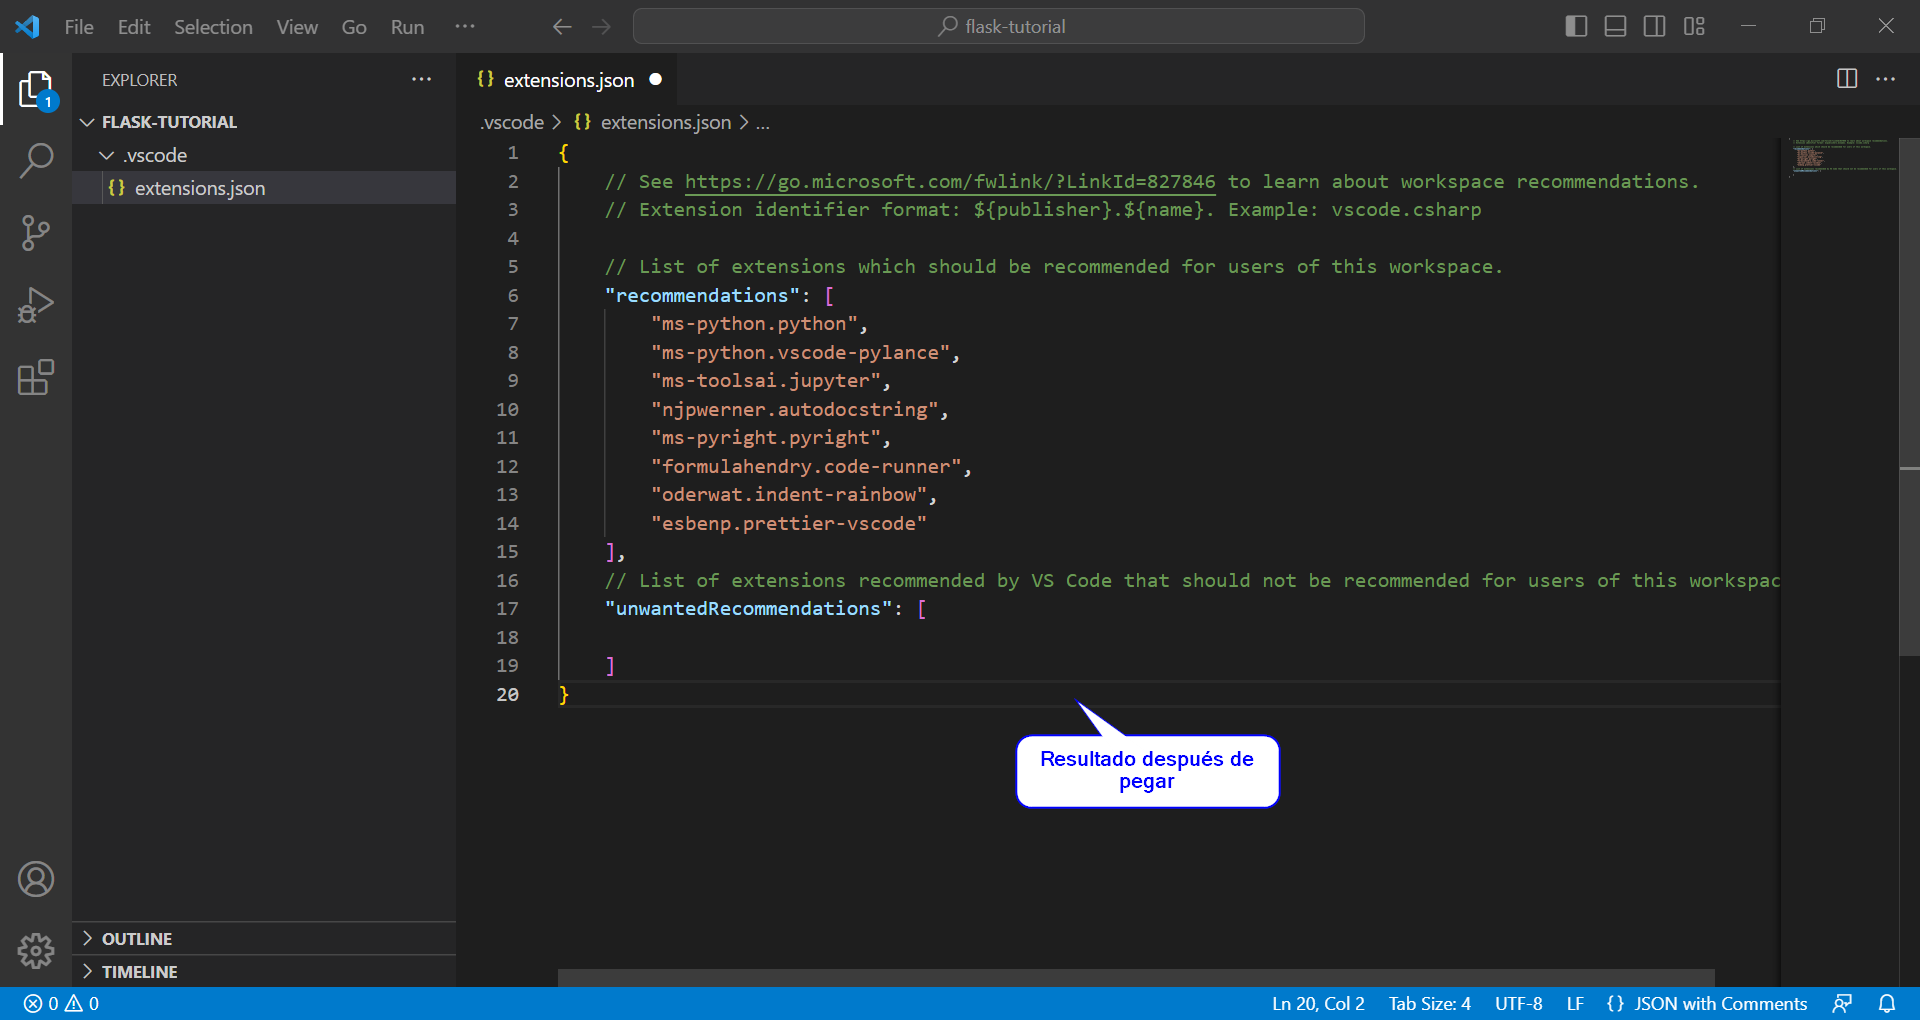 File Edit Selection View Go Run ···
flask-tutorial
EXPLORER ···
1
FLASK-TUTORIAL
.vscode
{} extensions.json
{} extensions.json
···
.vscode > {} extensions.json > ...
1 {
2 // See https://go.microsoft.com/fwlink/?LinkId=827846 to learn about workspace recommendations.
3 // Extension identifier format: ${publisher}.${name}. Example: vscode.csharp
4
5 // List of extensions which should be recommended for users of this workspace.
6 "recommendations": [
7 "ms-python.python",
8 "ms-python.vscode-pylance",
9 "ms-toolsai.jupyter",
10 "njpwerner.autodocstring",
11 "ms-pyright.pyright",
12 "formulahendry.code-runner",
13 "oderwat.indent-rainbow",
14 "esbenp.prettier-vscode"
15 ],
16 // List of extensions recommended by VS Code that should not be recommended for users of this workspac
17 "unwantedRecommendations": [
18
19 ]
20 }
Resultado después de
pegar
OUTLINE
TIMELINE
0 0
Ln 20, Col 2 Tab Size: 4 UTF-8 LF {} JSON with Comments